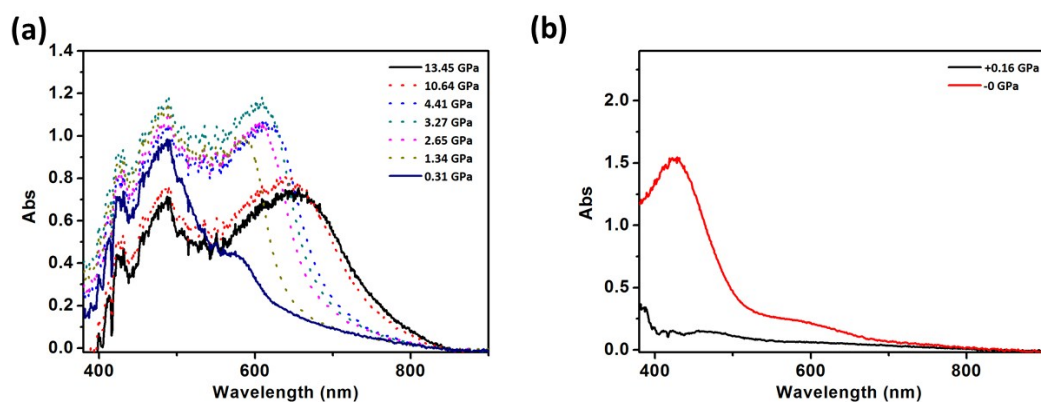 (a)
1.4
1.2
1.0
0.8
0.6
0.4
0.2
0.0
Abs
400
600
800
Wavelength (nm)
13.45 GPa
10.64 GPa
4.41 GPa
3.27 GPa
2.65 GPa
1.34 GPa
0.31 GPa
(b)
2.0
1.5
1.0
0.5
0.0
Abs
400
500
600
700
800
Wavelength (nm)
+0.16 GPa
-0 GPa